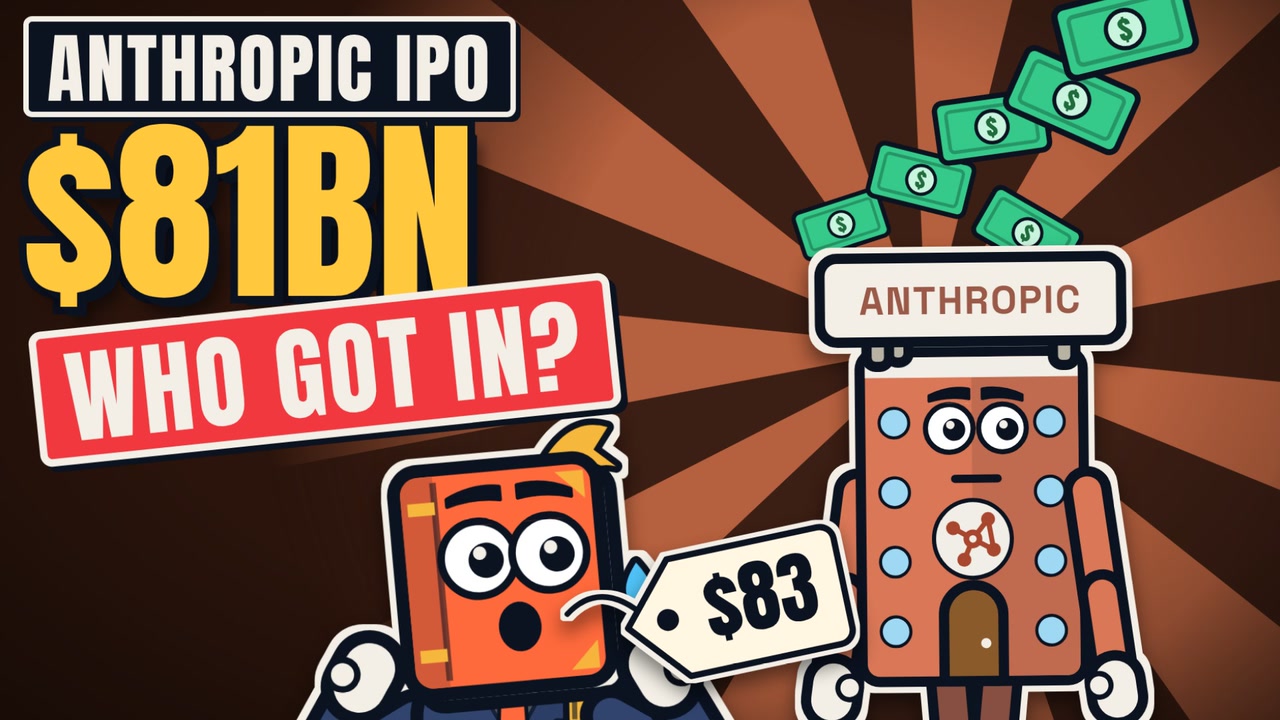 ANTHROPIC IPO
$81BN
WHO GOT IN?
ANTHROPIC
$83
$
$
$
$
$
$